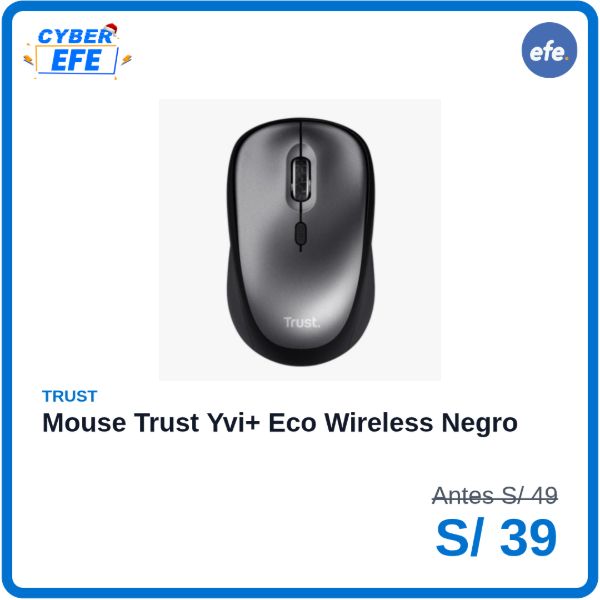 CYBER
EFE
efe.
Trust.
TRUST
Mouse Trust Yvi+ Eco Wireless Negro
Antes S/ 49
S/ 39